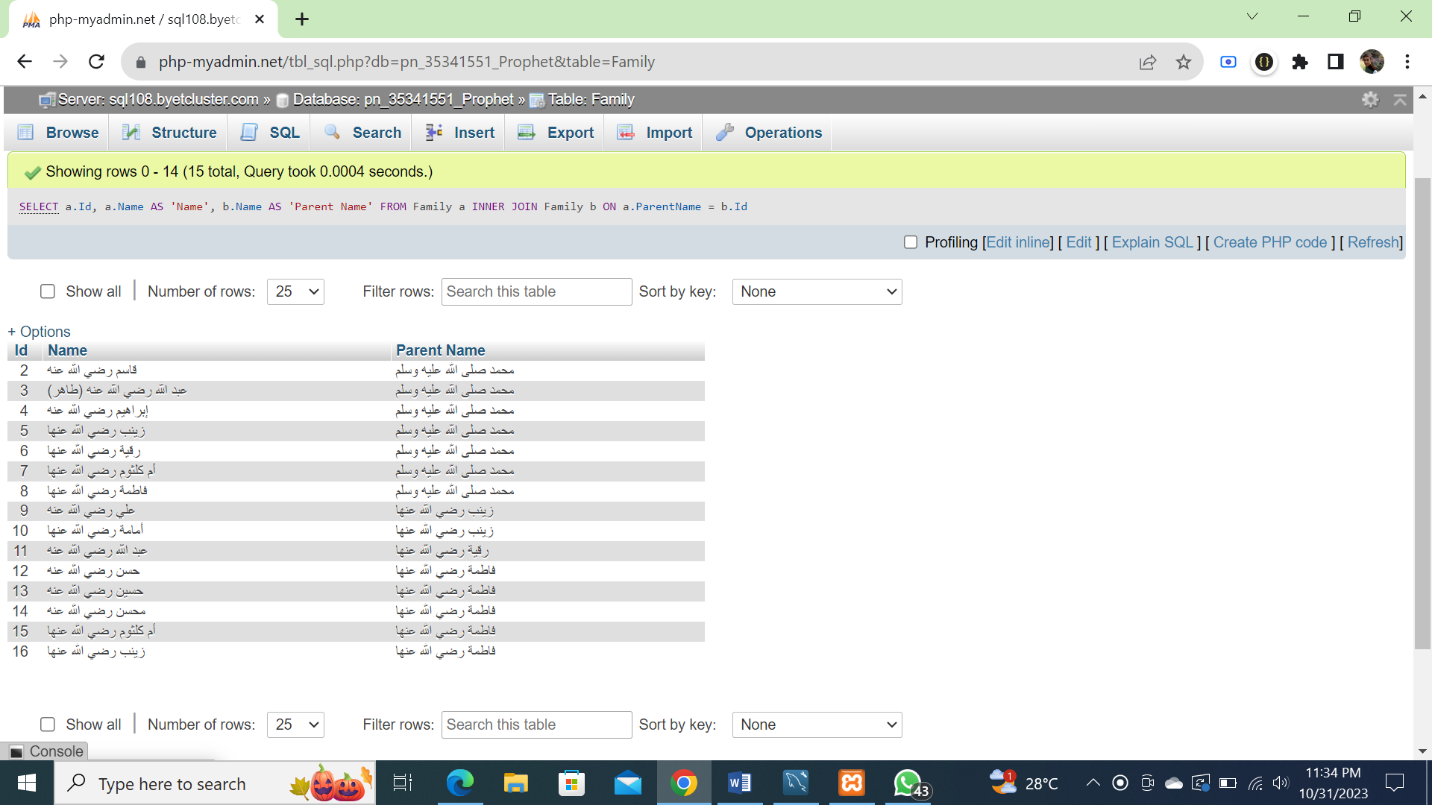 php-myadmin.net / sql108.byetc
php-myadmin.net/tbl_sql.php?db=pn_35341551_Prophet&table=Family
Server: sql108.byetcluster.com » Database: pn_35341551_Prophet » Table: Family
Browse Structure SQL Search Insert Export Import Operations
Showing rows 0 - 14 (15 total, Query took 0.0004 seconds.)
SELECT a.Id, a.Name AS 'Name', b.Name AS 'Parent Name' FROM Family a INNER JOIN Family b ON a.ParentName = b.Id
Profiling [Edit inline] [ Edit ] [ Explain SQL ] [ Create PHP code ] [ Refresh]
Show all Number of rows: 25 Filter rows: Search this table Sort by key: None
+ Options
Id Name Parent Name
2 قاسم رضي الله عنه محمد صلى الله عليه وسلم
3 عبد الله رضي الله عنه (طاهر) محمد صلى الله عليه وسلم
4 إبراهيم رضي الله عنه محمد صلى الله عليه وسلم
5 زينب رضي الله عنها محمد صلى الله عليه وسلم
6 رقية رضي الله عنها محمد صلى الله عليه وسلم
7 أم كلثوم رضي الله عنها محمد صلى الله عليه وسلم
8 فاطمة رضي الله عنها محمد صلى الله عليه وسلم
9 علي رضي الله عنه زينب رضي الله عنها
10 أمامة رضي الله عنها زينب رضي الله عنها
11 عبد الله رضي الله عنه رقية رضي الله عنها
12 حسن رضي الله عنه فاطمة رضي الله عنها
13 حسين رضي الله عنه فاطمة رضي الله عنها
14 محسن رضي الله عنه فاطمة رضي الله عنها
15 أم كلثوم رضي الله عنها فاطمة رضي الله عنها
16 زينب رضي الله عنها فاطمة رضي الله عنها
Show all Number of rows: 25 Filter rows: Search this table Sort by key: None
Console
Type here to search 43 1 28°C 11:34 PM
10/31/2023